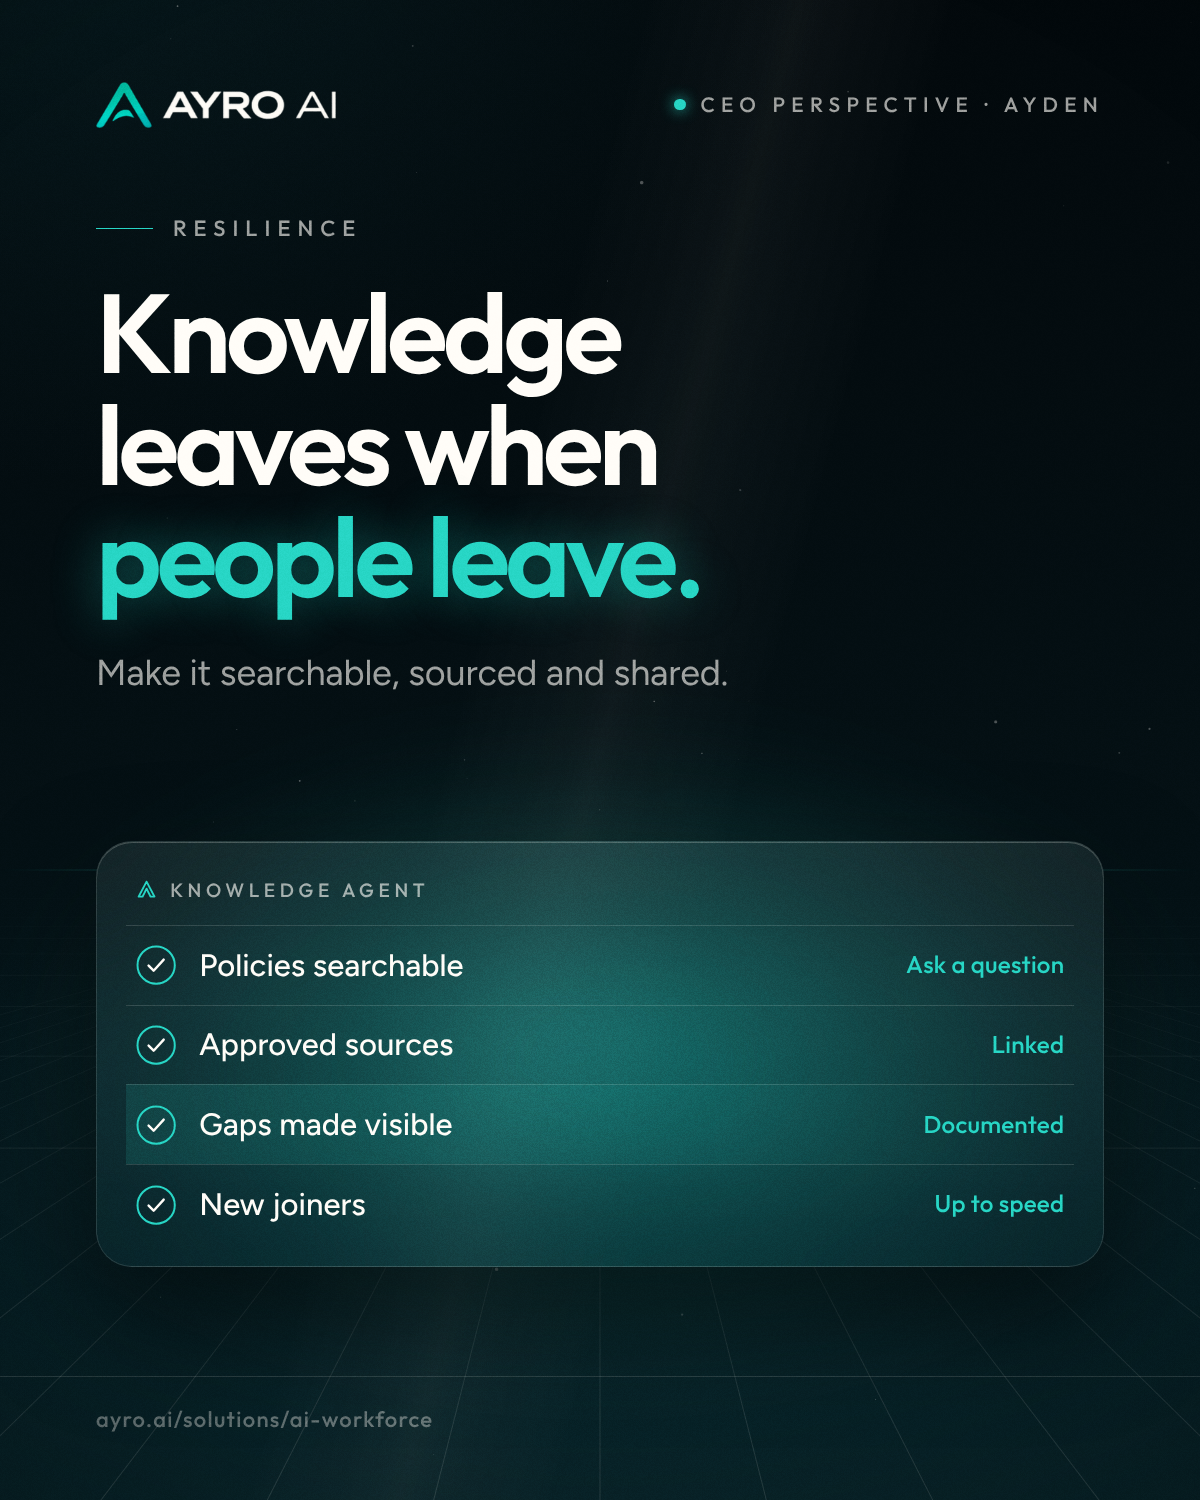 AYRO AI
CEO PERSPECTIVE · AYDEN
RESILIENCE
Knowledge
leaves when
people leave.
Make it searchable, sourced and shared.
KNOWLEDGE AGENT
Policies searchable
Ask a question
Approved sources
Linked
Gaps made visible
Documented
New joiners
Up to speed
ayro.ai/solutions/ai-workforce